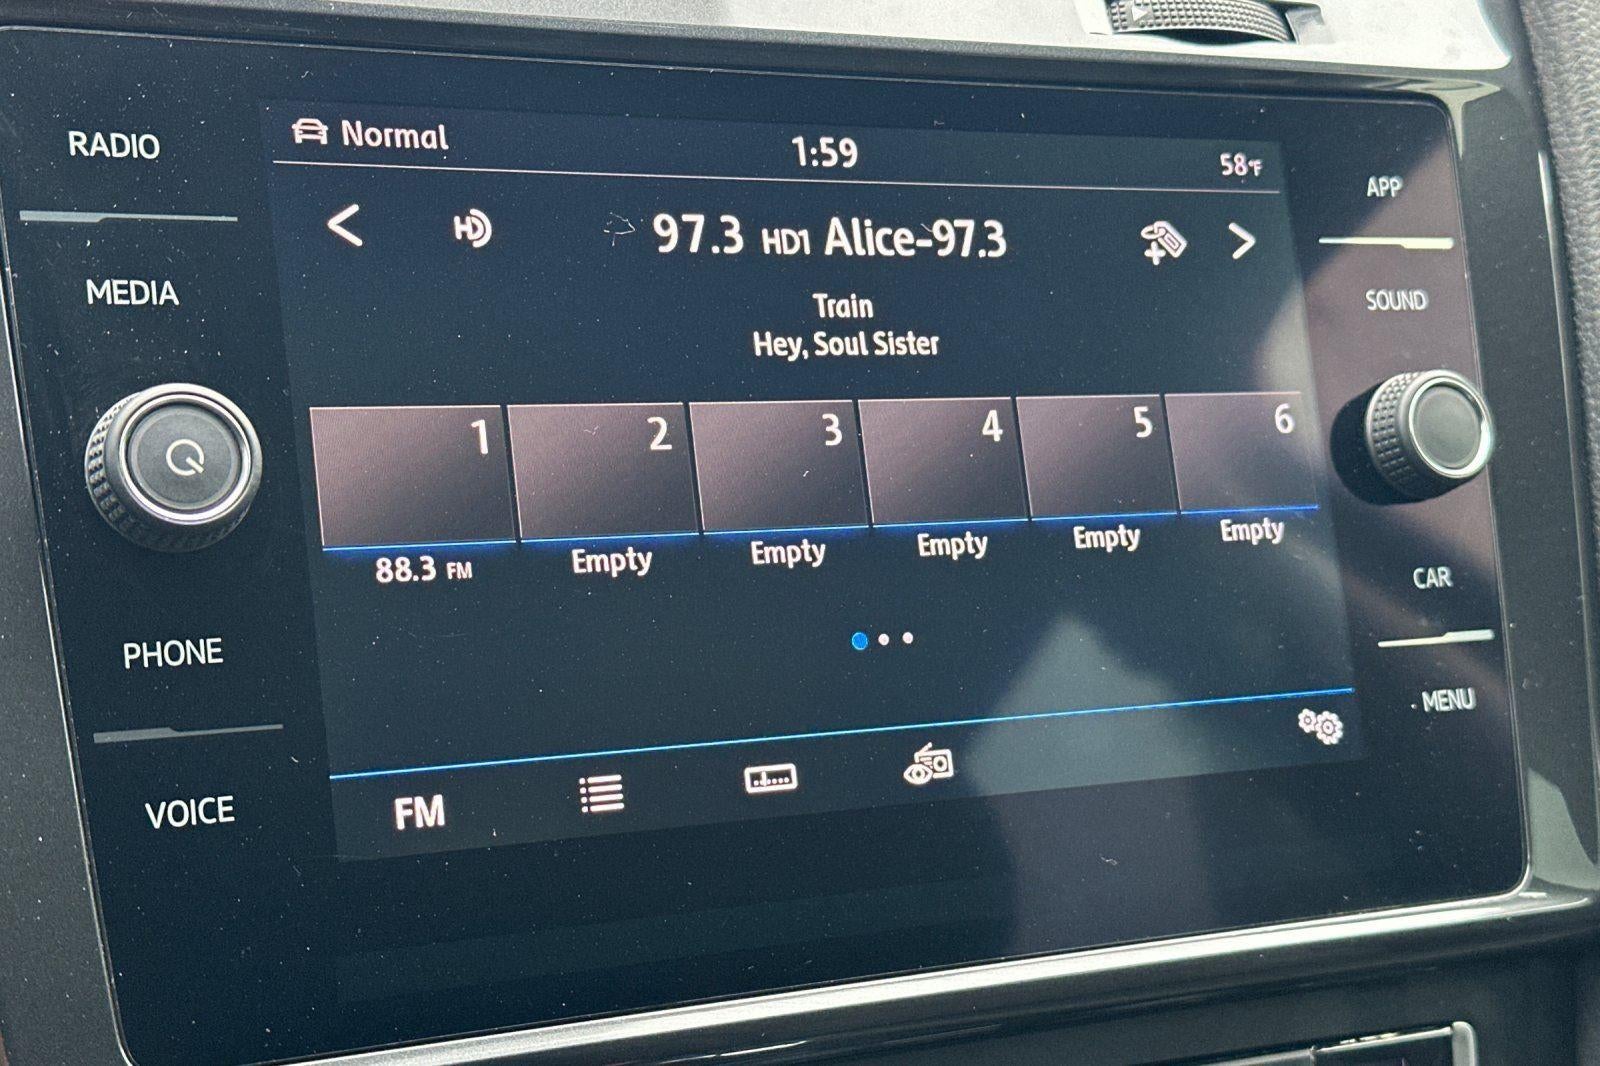 RADIO
MEDIA
PHONE
VOICE
Normal
1:59
58°F
HD
97.3 HD1 Alice-97.3
Train
Hey, Soul Sister
1
2
3
4
5
6
88.3 FM
Empty
Empty
Empty
Empty
Empty
FM
APP
SOUND
CAR
MENU